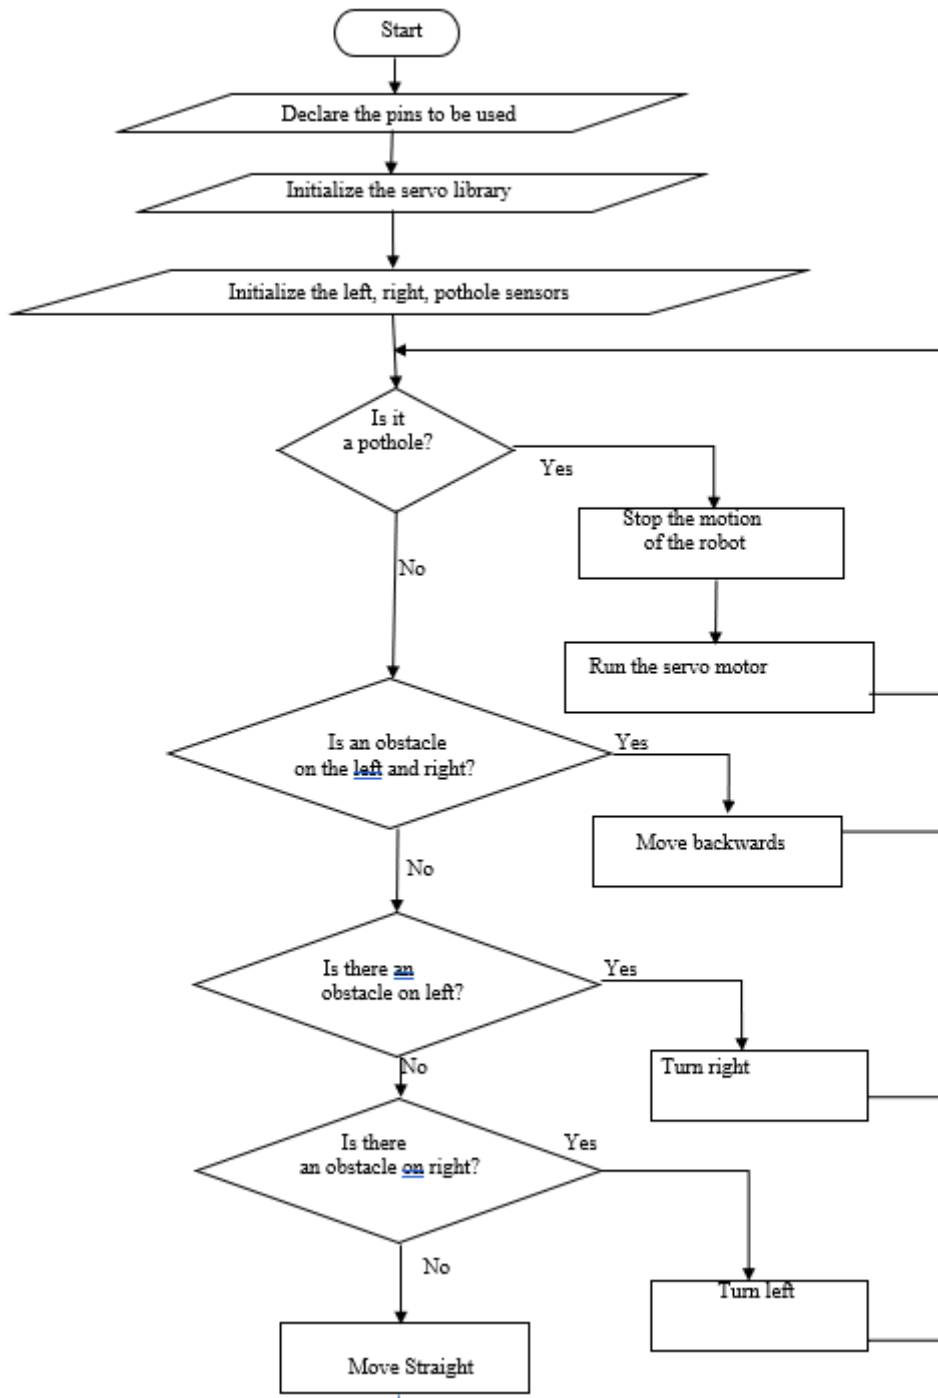 Start
Declare the pins to be used
Initialize the servo library
Initialize the left, right, pothole sensors
Is it
a pothole?
Yes
Stop the motion
of the robot
No
Run the servo motor
Is an obstacle
on the left and right?
Yes
Move backwards
No
Is there an
obstacle on left?
Yes
No
Turn right
Is there
an obstacle on right?
Yes
No
Turn left
Move Straight